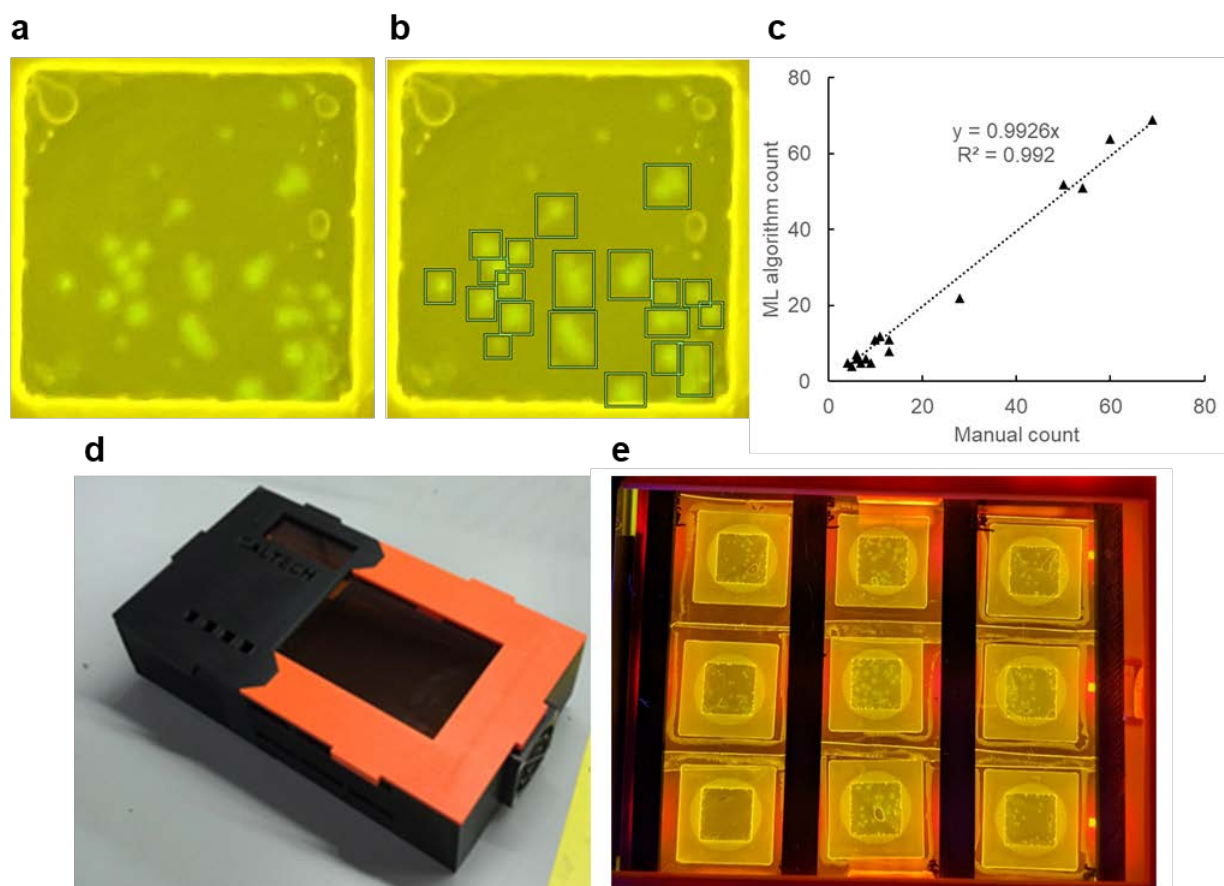 a
b
c
80
60
40
20
0
0
20
40
60
80
ML algorithm count
Manual count
y = 0.9926x
R² = 0.992
d
CALTECH
e